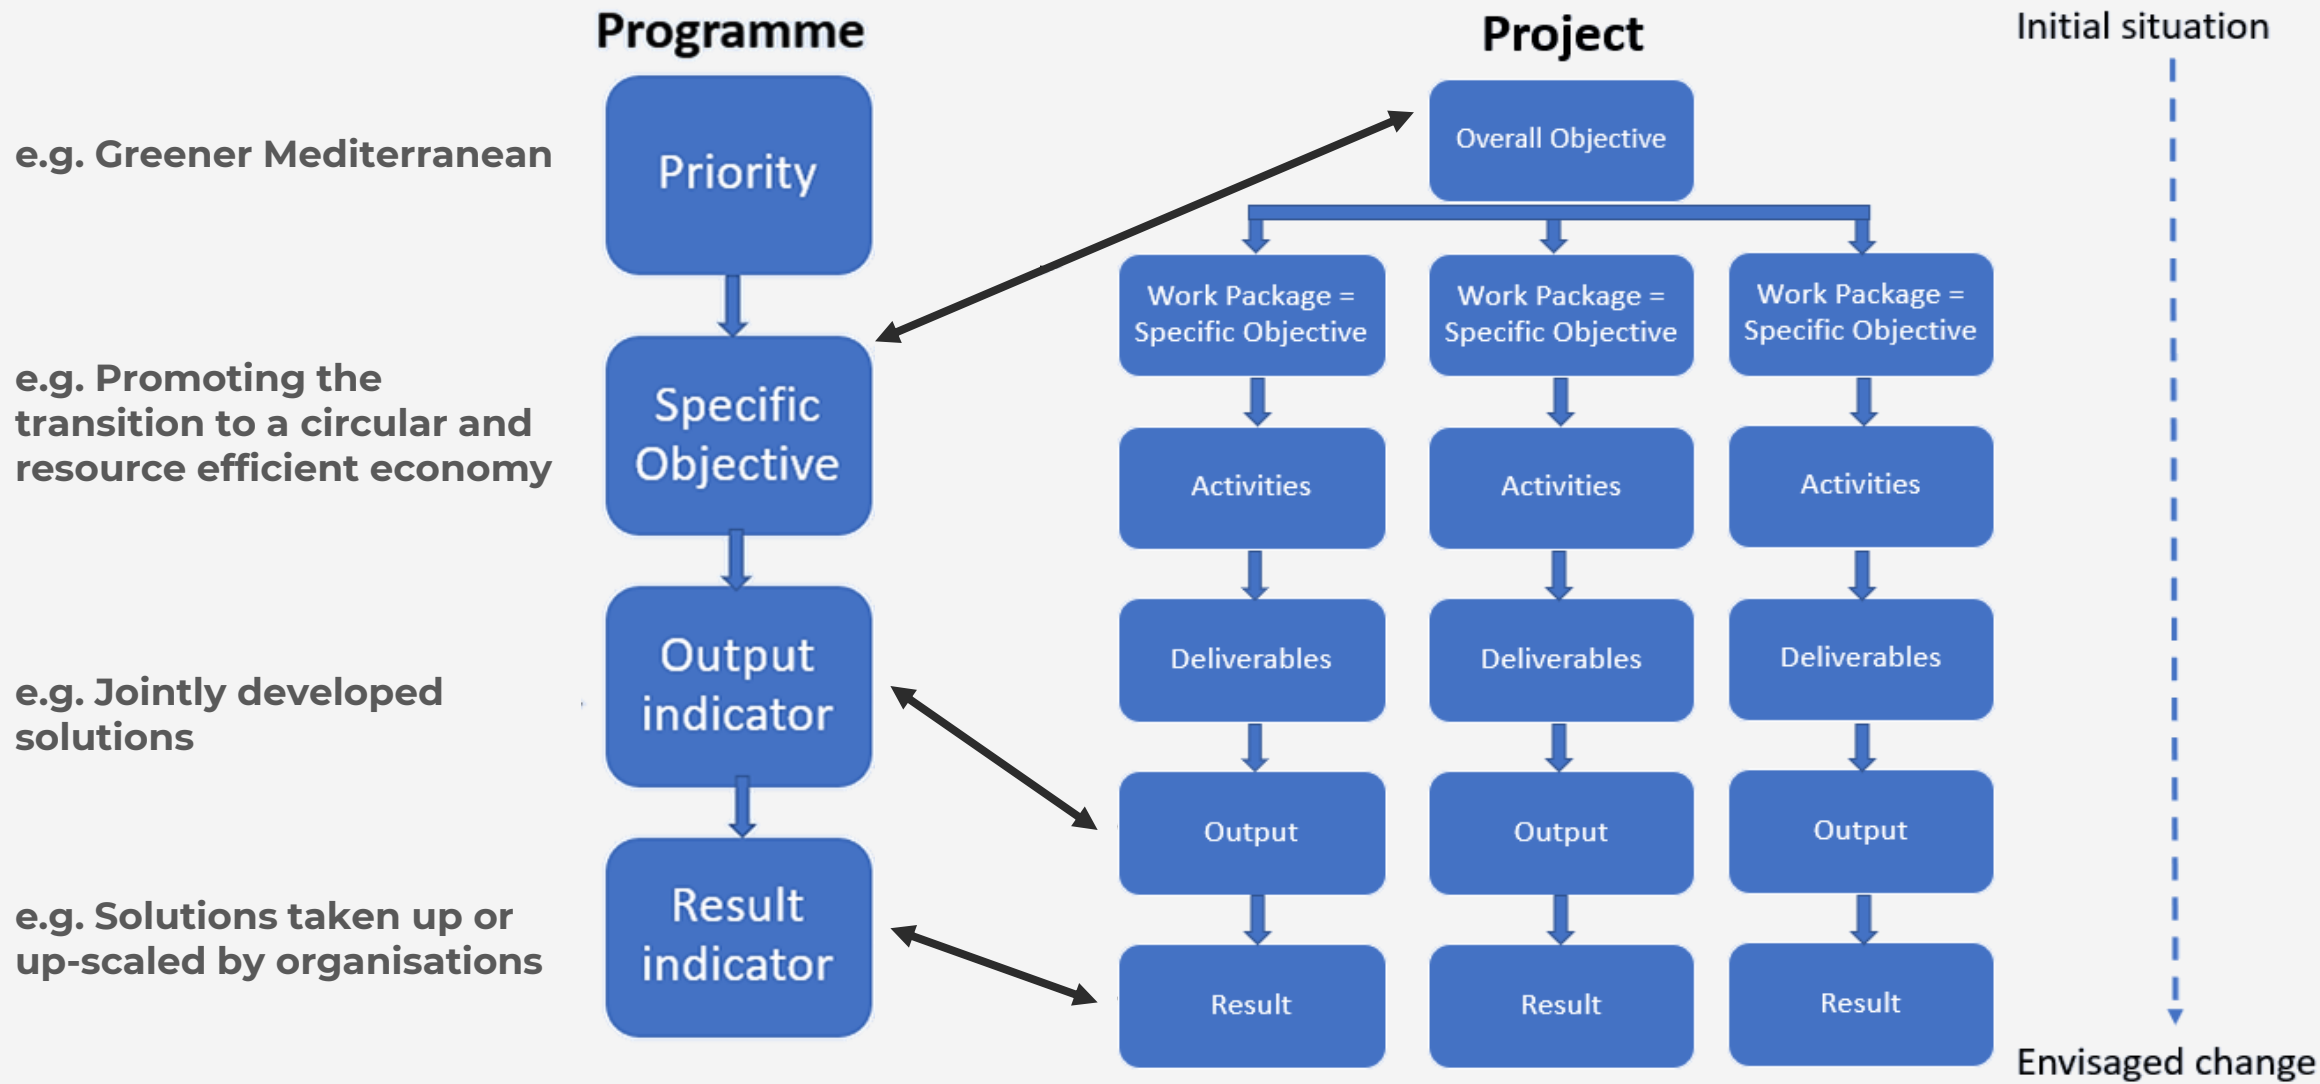 Programme
Project
Initial situation
e.g. Greener Mediterranean
Priority
Overall Objective
Work Package =
Specific Objective
Work Package =
Specific Objective
Work Package =
Specific Objective
e.g. Promoting the
transition to a circular and
resource efficient economy
Specific
Objective
Activities
Activities
Activities
e.g. Jointly developed
solutions
Output
indicator
Deliverables
Deliverables
Deliverables
Output
Output
Output
e.g. Solutions taken up or
up-scaled by organisations
Result
indicator
Result
Result
Result
Envisaged change